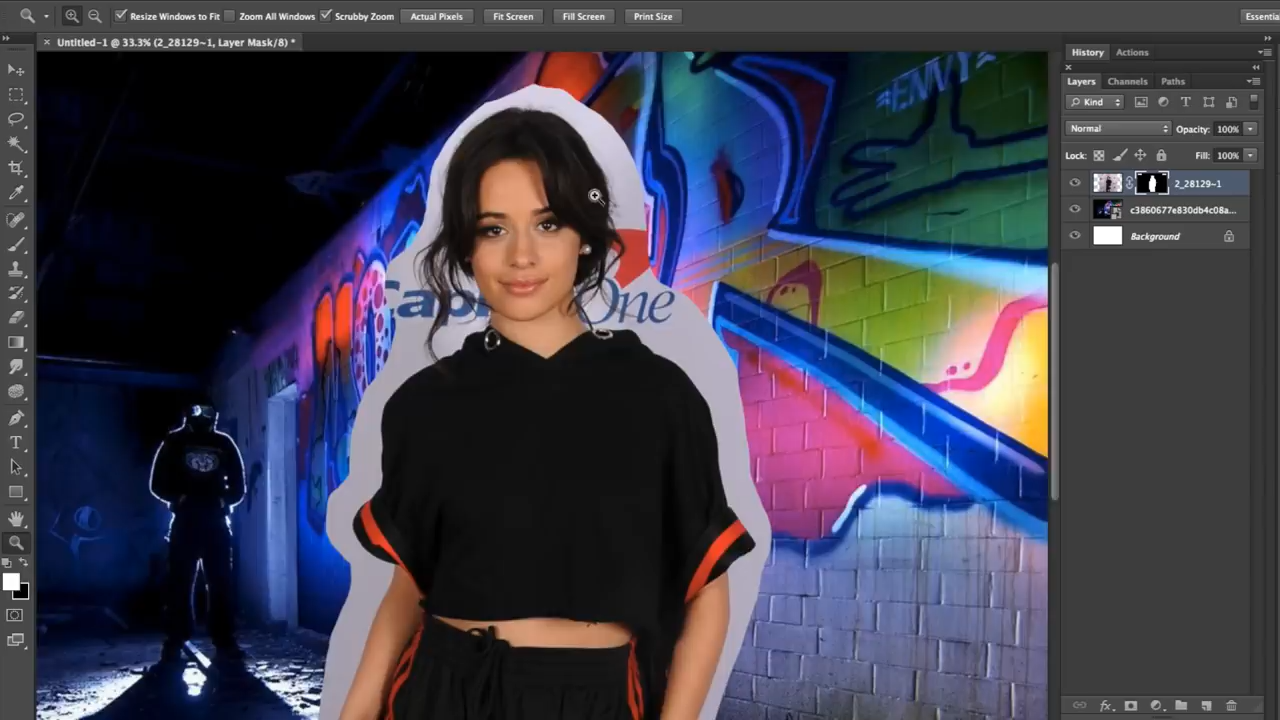 Resize Windows to Fit Zoom All Windows Scrubby Zoom Actual Pixels Fit Screen Fill Screen Print Size Essentia
Untitled-1 @ 33.3% (2_28129~1, Layer Mask/8) *
History Actions
Layers Channels Paths
Kind
Normal Opacity: 100%
Lock: Fill: 100%
2_28129~1
c3860677e830db4c08a...
Background
=ENVY=
Cap One